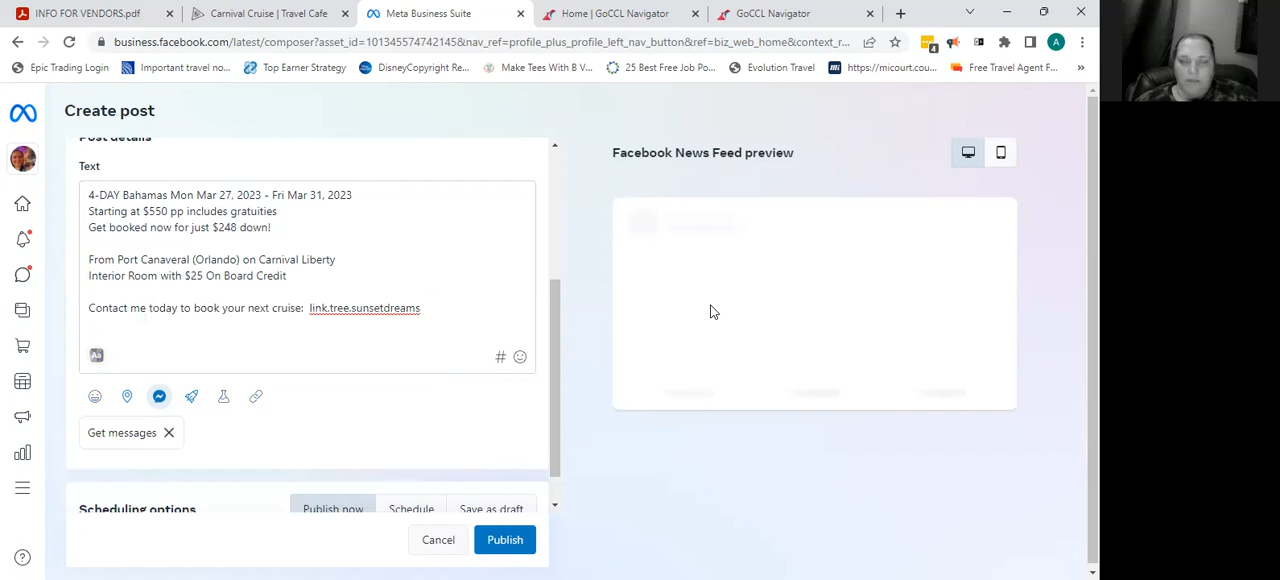 INFO FOR VENDORS.pdf
Carnival Cruise | Travel Cafe
Meta Business Suite
Home | GoCCL Navigator
GoCCL Navigator
business.facebook.com/latest/composer?asset_id=101345574742145&nav_ref=profile_plus_profile_left_nav_button&ref=biz_web_home&context_r...
4
A
Epic Trading Login
Important travel no...
Top Earner Strategy
DisneyCopyright Re...
Make Tees With B V...
25 Best Free Job Po...
Evolution Travel
https://micourt.cou...
Free Travel Agent F...
»
Create post
Post details
Text
4-DAY Bahamas Mon Mar 27, 2023 - Fri Mar 31, 2023
Starting at $550 pp includes gratuities
Get booked now for just $248 down!
From Port Canaveral (Orlando) on Carnival Liberty
Interior Room with $25 On Board Credit
Contact me today to book your next cruise: link.tree.sunsetdreams
Aa
#
Get messages
Scheduling options
Publish now
Schedule
Save as draft
Cancel
Publish
Facebook News Feed preview